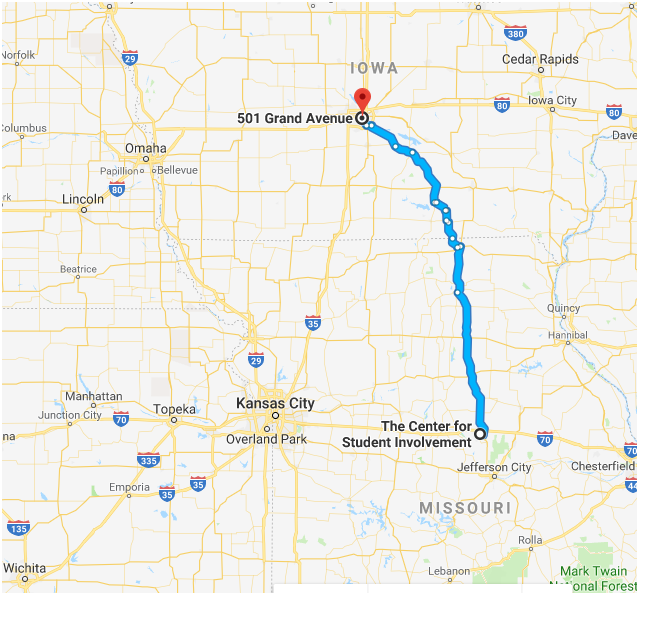 380
29
Norfolk
IOWA
Cedar Rapids
80
Iowa City
80
501 Grand Avenue
Columbus
Dave
Omaha
Papillion
Bellevue
80
rk
Lincoln
Beatrice
Quincy
35
Hannibal
29
Manhattan
Kansas City
Junction City
70
Topeka
The Center for
Student Involvement
na
Overland Park
70
70
335
Jefferson City
Chesterfield
Emporia
35
35
44
MISSOURI
135
Rolla
Wichita
Lebanon
Mark Twain
National Forest